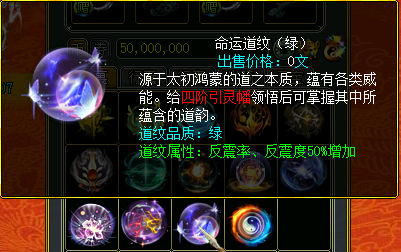 50,000,000
命运道纹（绿）
出售价格：0文
源于太初鸿蒙的道之本质，蕴有各类威
能。给四阶引灵幡领悟后可掌握其中所
蕴含的道韵。
道纹品质：绿
道纹属性：反震率、反震度50%增加